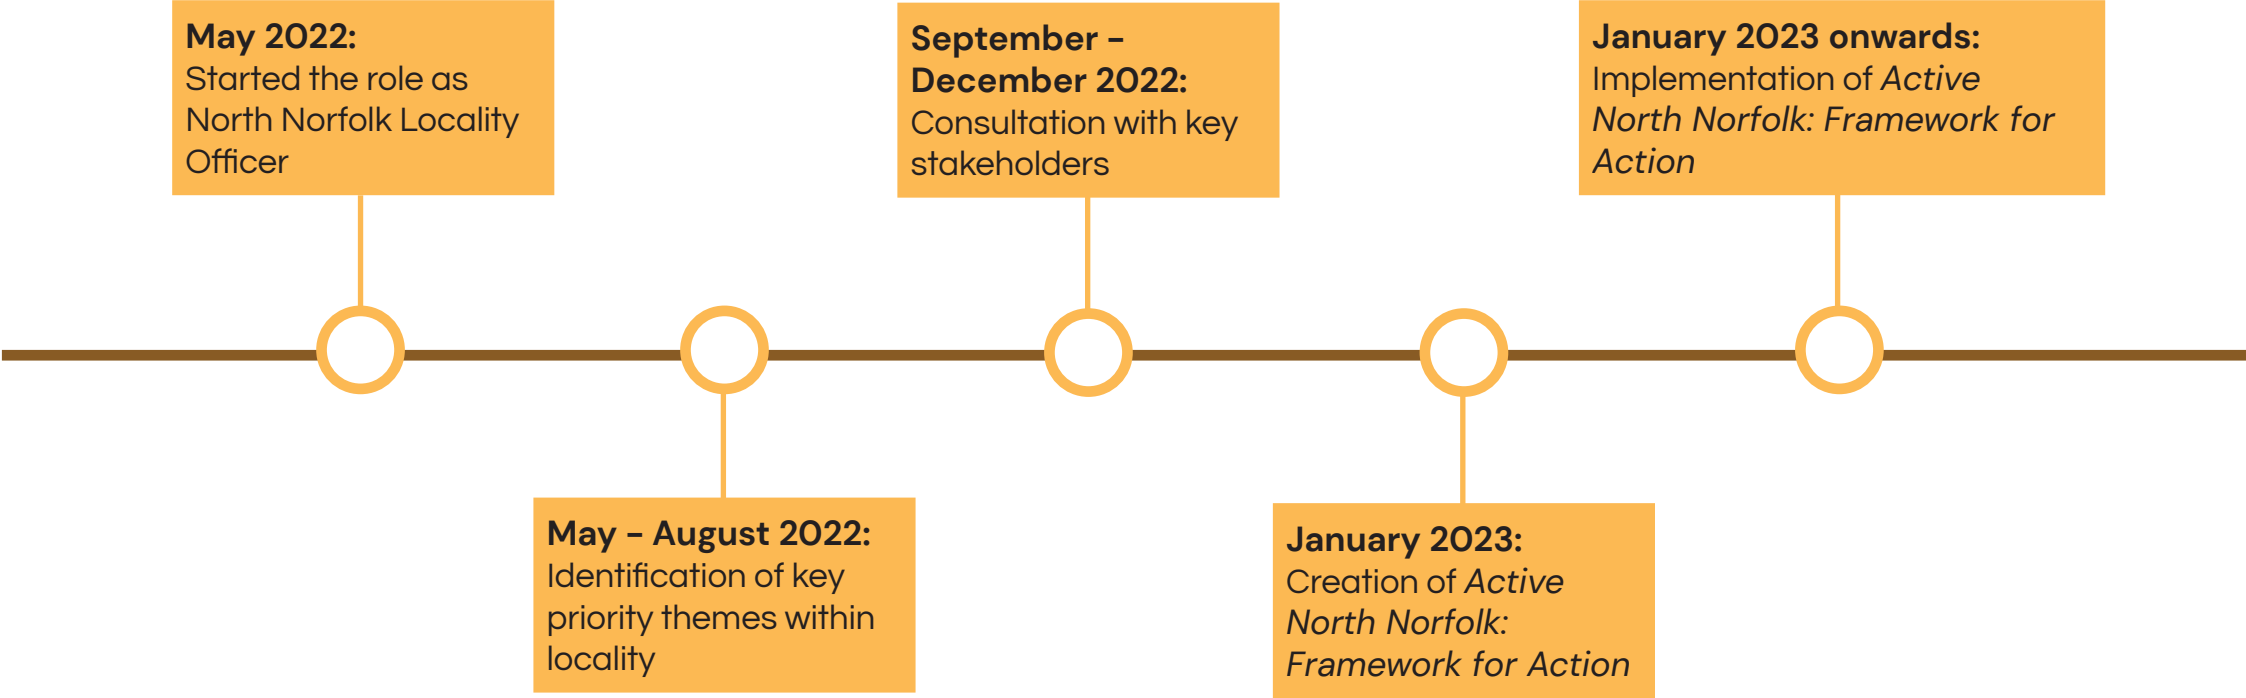 May 2022:
Started the role as
North Norfolk Locality
Officer
May - August 2022:
Identification of key
priority themes within
locality
September -
December 2022:
Consultation with key
stakeholders
January 2023:
Creation of Active
North Norfolk:
Framework for Action
January 2023 onwards:
Implementation of Active
North Norfolk: Framework for
Action